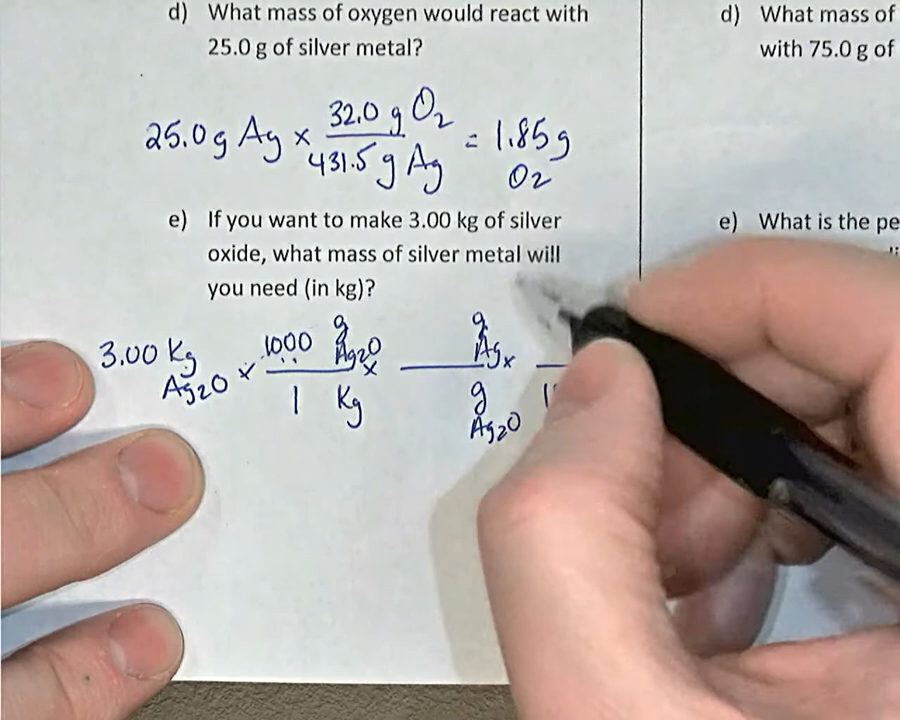 d) What mass of oxygen would react with
25.0 g of silver metal?
25.0 g Ag x 32.0 g O2 / 431.5 g Ag = 1.85 g O2
e) If you want to make 3.00 kg of silver
oxide, what mass of silver metal will
you need (in kg)?
3.00 Kg Ag2O x 1000 g Ag2O / 1 Kg x g Ag / g Ag2O x
d) What mass of
with 75.0 g of
e) What is the